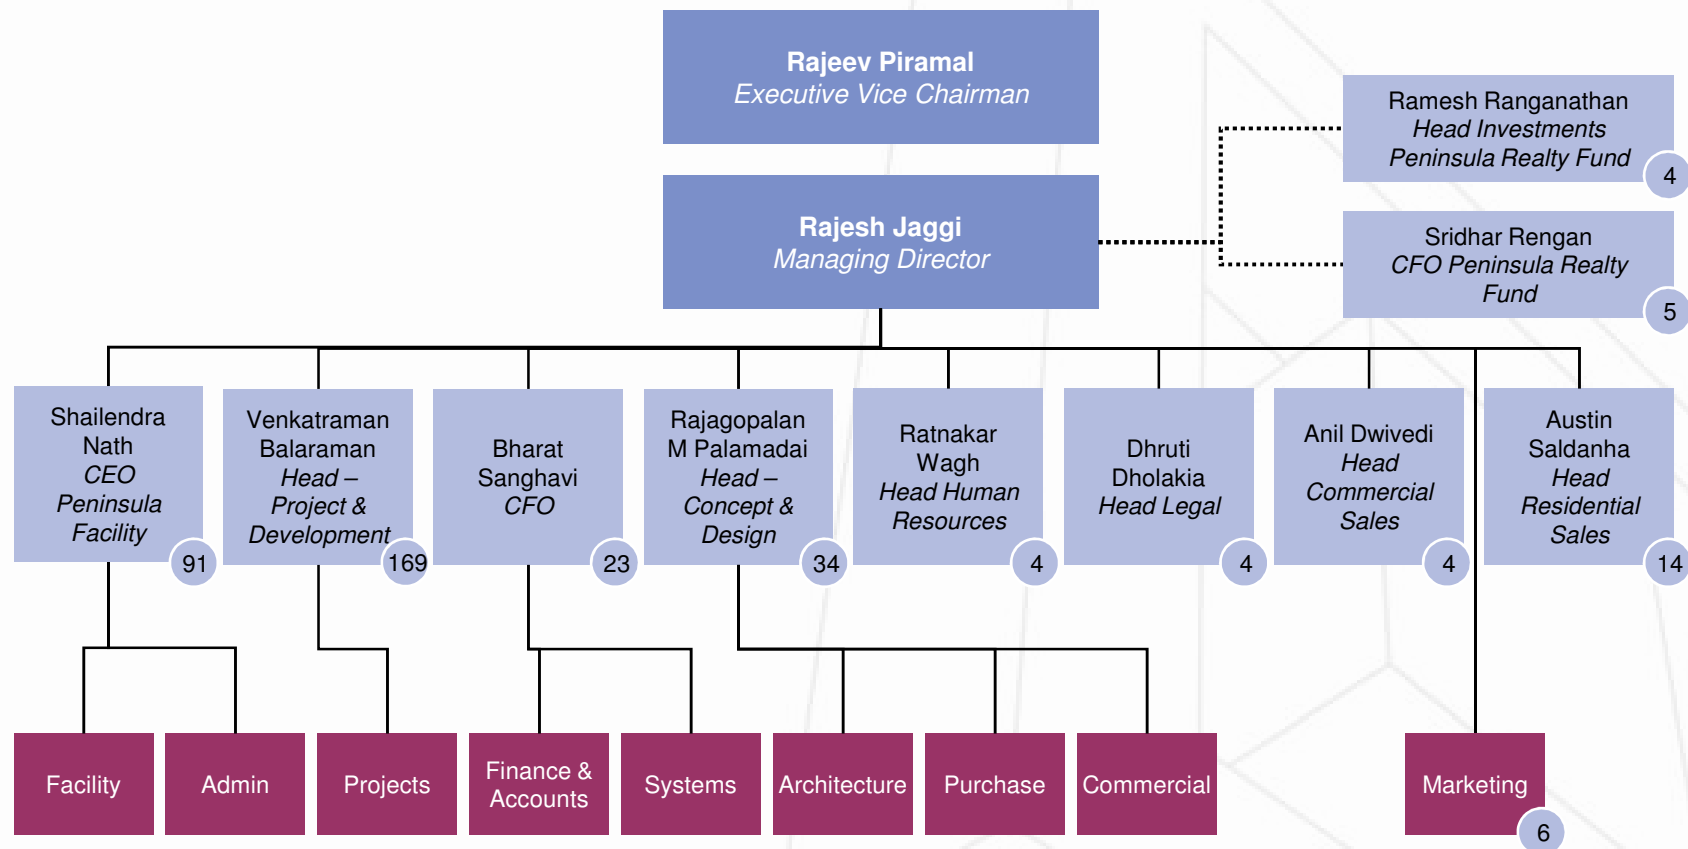 Rajeev Piramal
Executive Vice Chairman
Ramesh Ranganathan
Head Investments
Peninsula Realty Fund
4
Rajesh Jaggi
Managing Director
Sridhar Rengan
CFO Peninsula Realty
Fund
5
Shailendra
Nath
CEO
Peninsula
Facility
91
Venkatraman
Balaraman
Head –
Project &
Development
169
Bharat
Sanghavi
CFO
23
Rajagopalan
M Palamadai
Head –
Concept &
Design
34
Ratnakar
Wagh
Head Human
Resources
4
Dhruti
Dholakia
Head Legal
4
Anil Dwivedi
Head
Commercial
Sales
4
Austin
Saldanha
Head
Residential
Sales
14
Facility
Admin
Projects
Finance &
Accounts
Systems
Architecture
Purchase
Commercial
Marketing
6